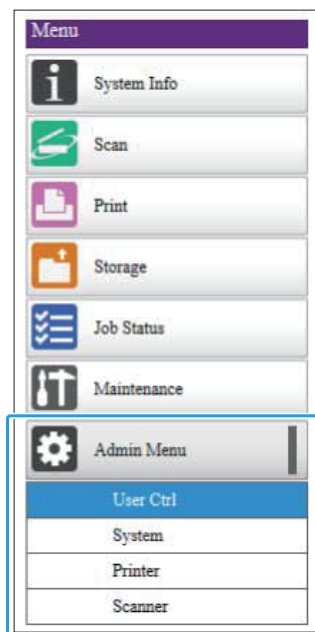 Menu
System Info
Scan
Print
Storage
Job Status
Maintenance
Admin Menu
User Ctrl
System
Printer
Scanner